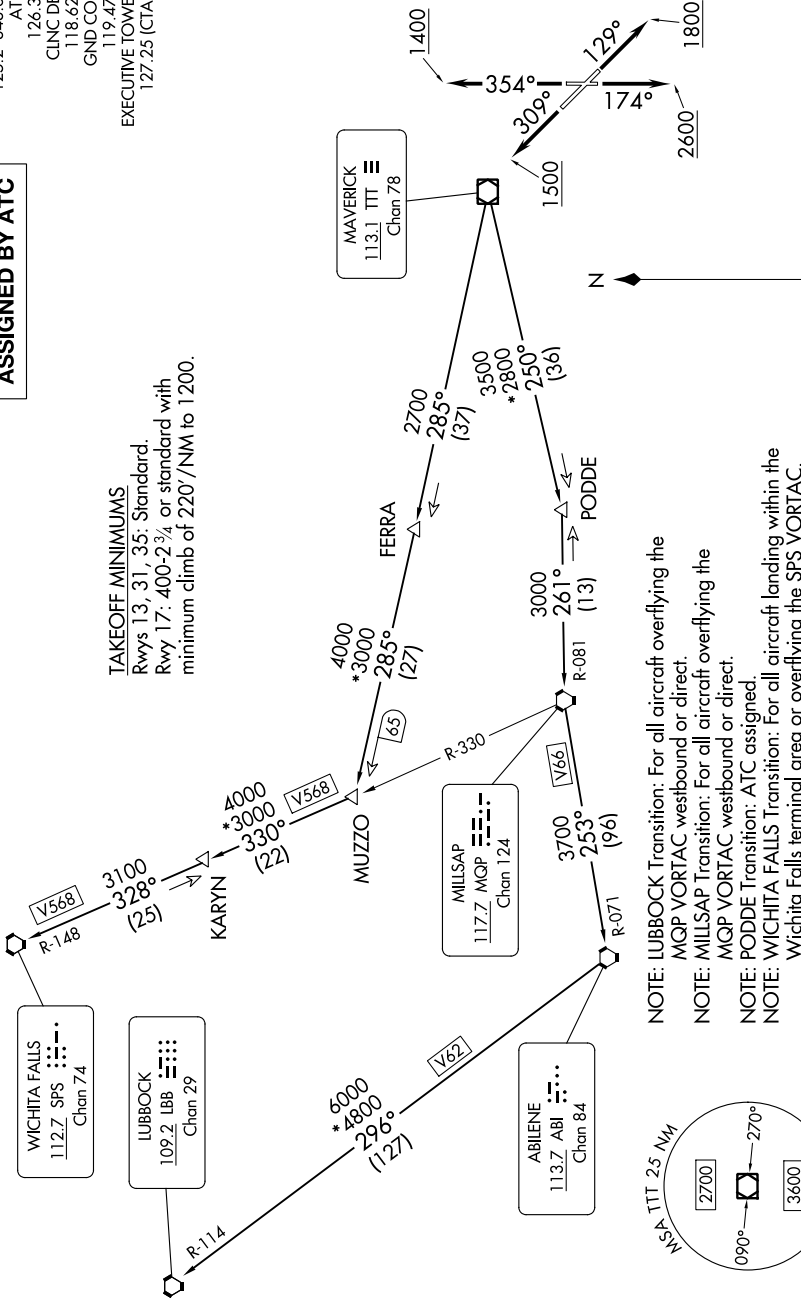 ASSIGNED BY ATC
AT
126.3
CLNC DE
118.62
GND CO
119.47
EXECUTIVE TOWE
127.25 (CTA
TAKEOFF MINIMUMS
Rwys 13, 31, 35: Standard.
Rwy 17: 400-2¾ or standard with
minimum climb of 220'/NM to 1200.
WICHITA FALLS
112.7 SPS
Chan 74
LUBBOCK
109.2 LBB
Chan 29
ABILENE
113.7 ABI
Chan 84
MILLSAP
117.7 MQP
Chan 124
MAVERICK
113.1 TTT
Chan 78
R-148
V568
3100
328°
(25)
KARYN
4000
*3000
330°
(22)
V568
MUZZO
65
4000
*3000
285°
(27)
FERRA
2700
285°
(37)
3500
*2800
250°
(36)
PODDE
3000
261°
(13)
R-081
R-330
V66
3700
253°
(96)
R-071
V62
6000
*4800
296°
(127)
R-114
N
1400
354°
309°
1500
129°
1800
174°
2600
MSA TTT 25 NM
2700
090°
270°
3600
NOTE: LUBBOCK Transition: For all aircraft overflying the
MQP VORTAC westbound or direct.
NOTE: MILLSAP Transition: For all aircraft overflying the
MQP VORTAC westbound or direct.
NOTE: PODDE Transition: ATC assigned.
NOTE: WICHITA FALLS Transition: For all aircraft landing within the
Wichita Falls terminal area or overflying the SPS VORTAC.